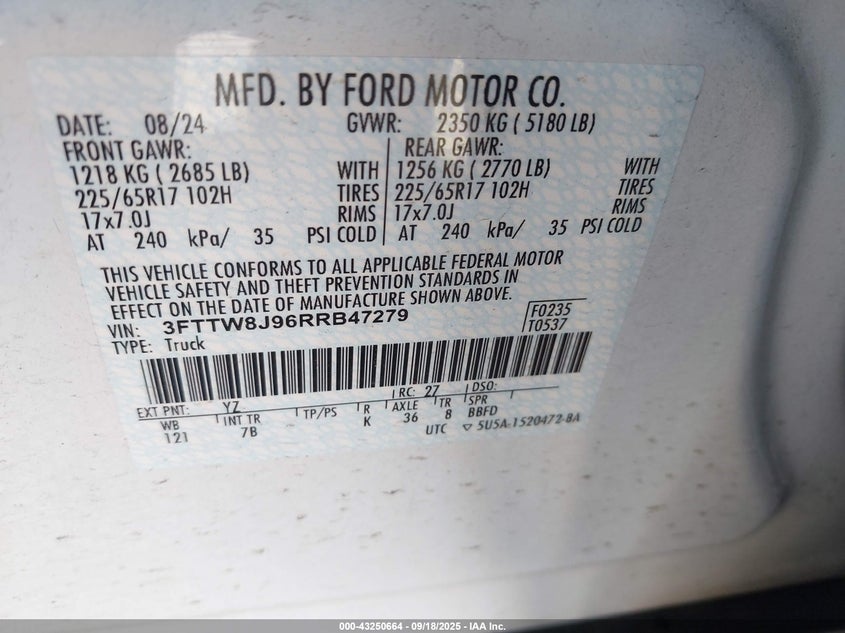 MFD. BY FORD MOTOR CO.
DATE: 08/24 GVWR: 2350 KG ( 5180 LB)
FRONT GAWR: REAR GAWR:
1218 KG ( 2685 LB) WITH 1256 KG ( 2770 LB) WITH
225/65R17 102H TIRES 225/65R17 102H TIRES
17x7.0J RIMS 17x7.0J RIMS
AT 240 kPa/ 35 PSI COLD AT 240 kPa/ 35 PSI COLD
THIS VEHICLE CONFORMS TO ALL APPLICABLE FEDERAL MOTOR
VEHICLE SAFETY AND THEFT PREVENTION STANDARDS IN
EFFECT ON THE DATE OF MANUFACTURE SHOWN ABOVE.
VIN: 3FTTW8J96RRB47279 F0235
TYPE: Truck T0537
EXT PNT: YZ RC: 27 DSO:
WB INT TR TP/PS R AXLE TR SPR
121 7B K 36 8 BBFD
UTC ▽ 5U5A-1520472-BA
000-43250664 - 09/18/2025 - IAA Inc.